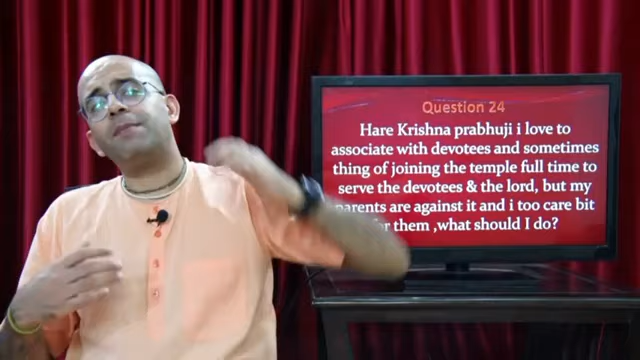 Question 24
Hare Krishna prabhuji i love to
associate with devotees and sometimes
thing of joining the temple full time to
serve the devotees & the lord, but my
parents are against it and i too care bit
for them ,what should I do?